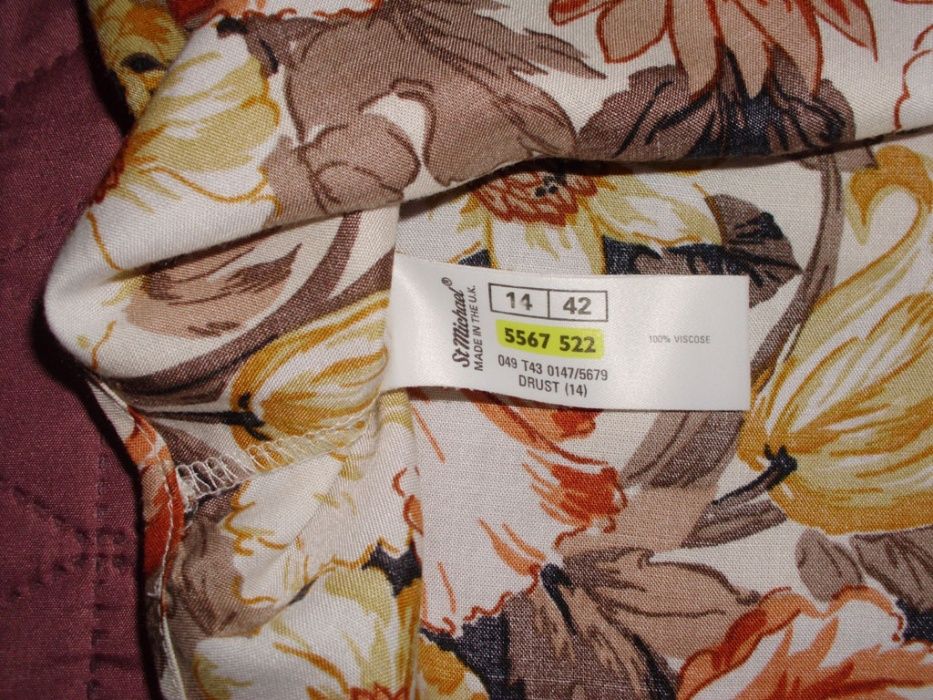 St Michael®
MADE IN THE U.K.
14 42
5567 522
049 T43 0147/5679
DRUST (14)
100% VISCOSE